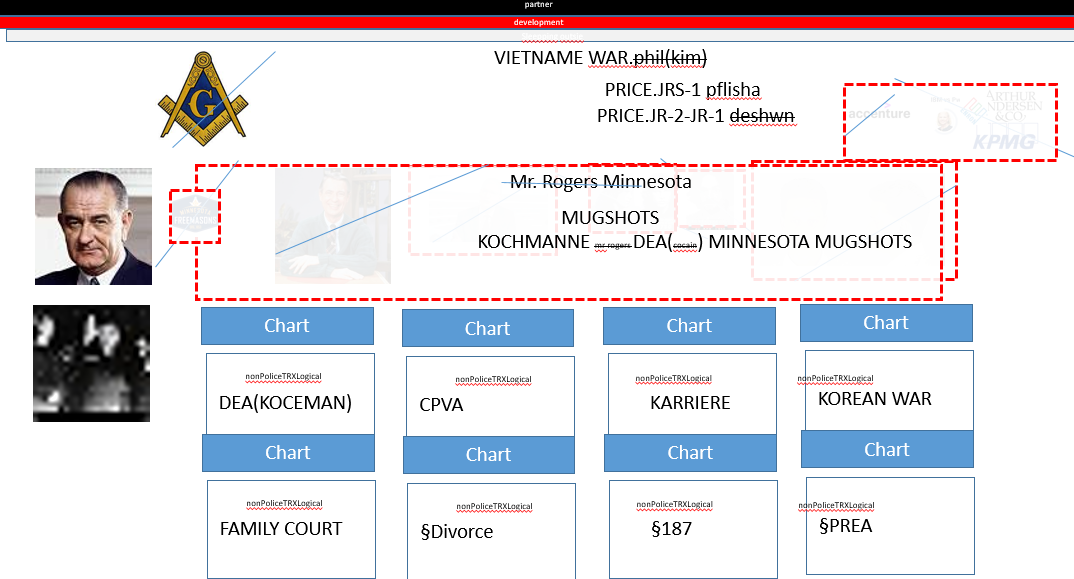 partner
development
VIETNAME WAR.phil(kim)
PRICE.JRS-1 pflisha
PRICE.JR-2-JR-1 deshwn
G
accenture
ARTHUR
ANDERSEN
&CO.
KPMG
FREEMASON
Mr. Rogers Minnesota
MUGSHOTS
KOCHMANNE mr rogers DEA(cocain) MINNESOTA MUGSHOTS
Chart
Chart
Chart
Chart
nonPoliceTRXLogical
DEA(KOCEMAN)
nonPoliceTRXLogical
CPVA
nonPoliceTRXLogical
KARRIERE
nonPoliceTRXLogical
KOREAN WAR
Chart
Chart
Chart
Chart
nonPoliceTRXLogical
FAMILY COURT
nonPoliceTRXLogical
§Divorce
nonPoliceTRXLogical
§187
nonPoliceTRXLogical
§PREA